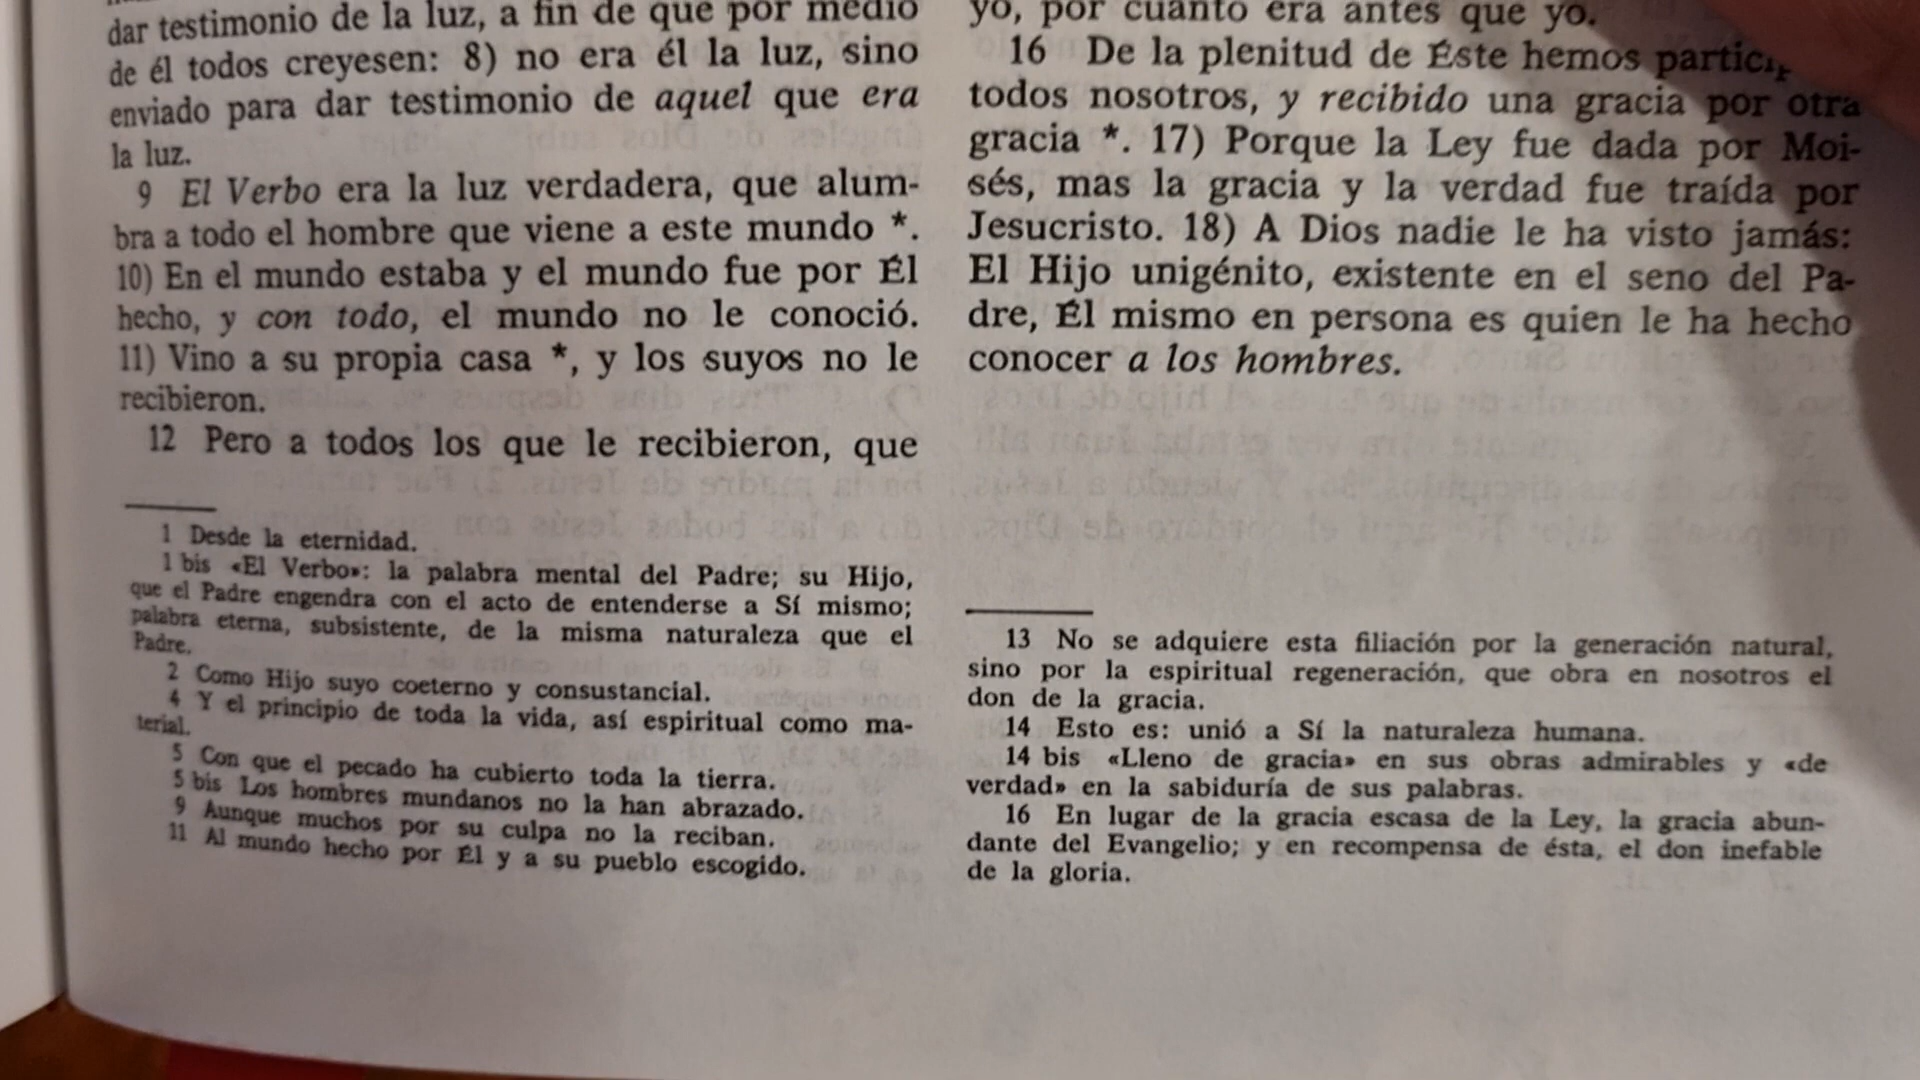 dar testimonio de la luz, a fin de que por medio
de él todos creyesen: 8) no era él la luz, sino
enviado para dar testimonio de aquel que era
la luz.
9 El Verbo era la luz verdadera, que alum-
bra a todo el hombre que viene a este mundo *.
10) En el mundo estaba y el mundo fue por Él
hecho, y con todo, el mundo no le conoció.
11) Vino a su propia casa *, y los suyos no le
recibieron.
12 Pero a todos los que le recibieron, que
1 Desde la eternidad.
1 bis «El Verbo»: la palabra mental del Padre; su Hijo,
que el Padre engendra con el acto de entenderse a Sí mismo;
palabra eterna, subsistente, de la misma naturaleza que el
Padre.
2 Como Hijo suyo coeterno y consustancial.
4 Y el principio de toda la vida, así espiritual como ma-
terial.
5 Con que el pecado ha cubierto toda la tierra.
5 bis Los hombres mundanos no la han abrazado.
9 Aunque muchos por su culpa no la reciban.
11 Al mundo hecho por Él y a su pueblo escogido.
yo, por cuanto era antes que yo.
16 De la plenitud de Éste hemos
todos nosotros, y recibido una gracia por otra
gracia *. 17) Porque la Ley fue dada por Moi-
sés, mas la gracia y la verdad fue traída por
Jesucristo. 18) A Dios nadie le ha visto jamás:
El Hijo unigénito, existente en el seno del Pa-
dre, Él mismo en persona es quien le ha hecho
conocer a los hombres.
13 No se adquiere esta filiación por la generación natural,
sino por la espiritual regeneración, que obra en nosotros el
don de la gracia.
14 Esto es: unió a Sí la naturaleza humana.
14 bis «Lleno de gracia» en sus obras admirables y «de
verdad» en la sabiduría de sus palabras.
16 En lugar de la gracia escasa de la Ley, la gracia abun-
dante del Evangelio; y en recompensa de ésta, el don inefable
de la gloria.